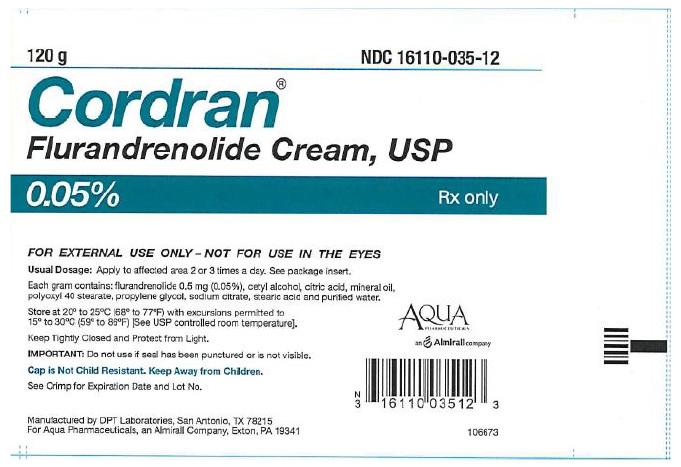 120 g NDC 16110-035-12
Cordran®
Flurandrenolide Cream, USP
0.05% Rx only
FOR EXTERNAL USE ONLY – NOT FOR USE IN THE EYES
Usual Dosage: Apply to affected area 2 or 3 times a day. See package insert.
Each gram contains: flurandrenolide 0.5 mg (0.05%), cetyl alcohol, citric acid, mineral oil,
polyoxyl 40 stearate, propylene glycol, sodium citrate, stearic acid and purified water.
Store at 20° to 25°C (68° to 77°F) with excursions permitted to
15° to 30°C (59° to 86°F) [See USP controlled room temperature].
Keep Tightly Closed and Protect from Light.
IMPORTANT: Do not use if seal has been punctured or is not visible.
Cap is Not Child Resistant. Keep Away from Children.
See Crimp for Expiration Date and Lot No.
Manufactured by DPT Laboratories, San Antonio, TX 78215
For Aqua Pharmaceuticals, an Almirall Company, Exton, PA 19341
AQUA
PHARMACEUTICALS
an Almirall company
N
3 16110 03512 3
106673